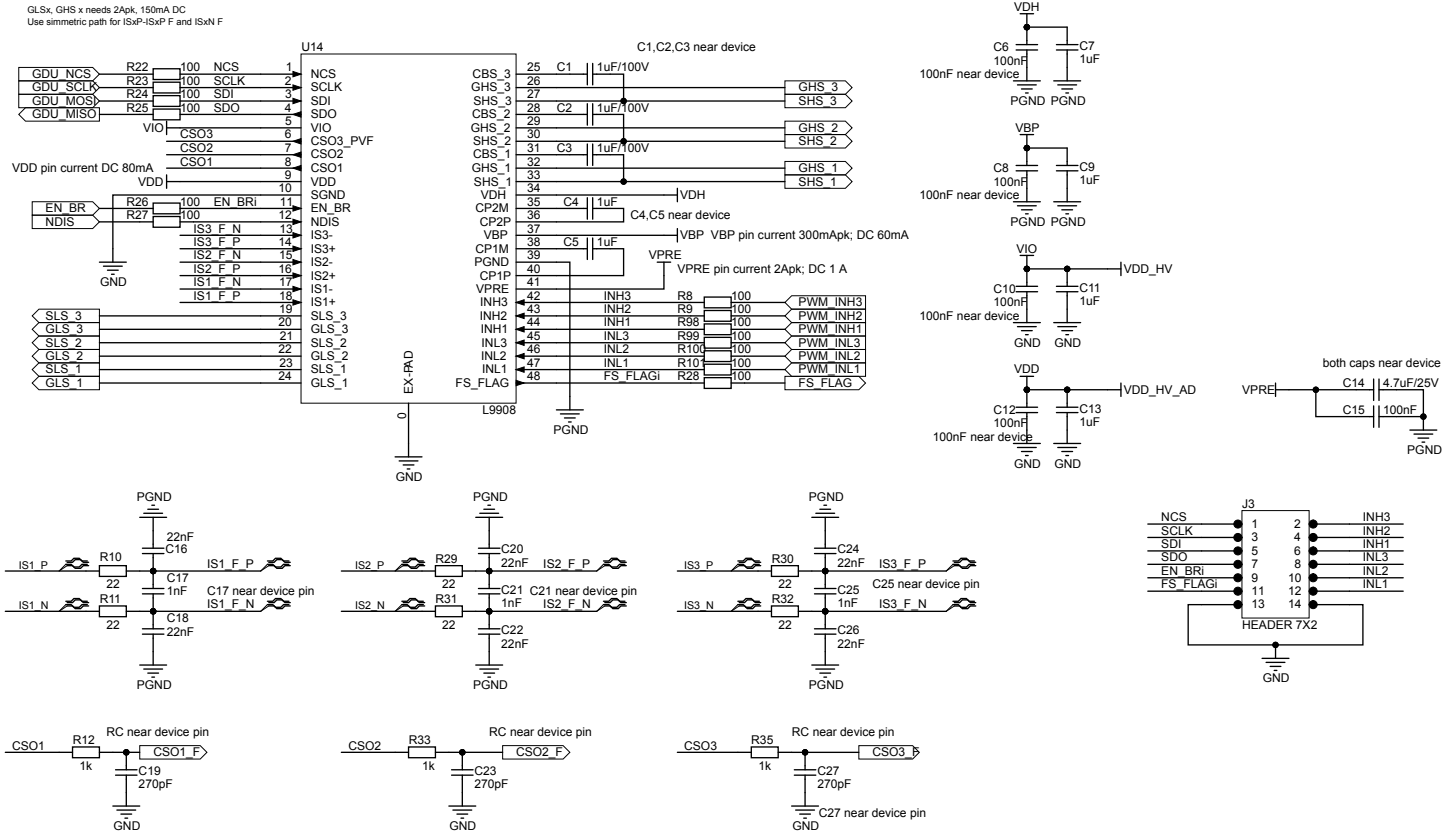 GLSx, GHS x needs 2Apk, 150mA DC
Use simmetric path for ISxP-ISxP F and ISxN F
U14
L9908
EX-PAD
0
GND
C1,C2,C3 near device
GDU_NCS R22 100 NCS 1 NCS
GDU_SCLK R23 100 SCLK 2 SCLK
GDU_MOSI R24 100 SDI 3 SDI
GDU_MISO R25 100 SDO 4 SDO
VIO 5 VIO
CSO3 6 CSO3_PVF
CSO2 7 CSO2
CSO1 8 CSO1
VDD pin current DC 80mA
VDD 9 VDD
10 SGND
GND
EN_BR R26 100 EN_BRi 11 EN_BR
NDIS R27 100 12 NDIS
IS3_F_N 13 IS3-
IS3_F_P 14 IS3+
IS2_F_N 15 IS2-
IS2_F_P 16 IS2+
IS1_F_N 17 IS1-
IS1_F_P 18 IS1+
SLS_3 19 SLS_3
GLS_3 20 GLS_3
SLS_2 21 SLS_2
GLS_2 22 GLS_2
SLS_1 23 SLS_1
GLS_1 24 GLS_1
CBS_3 25 C1 1uF/100V
GHS_3 26 GHS_3
SHS_3 27 SHS_3
CBS_2 28 C2 1uF/100V
GHS_2 29 GHS_2
SHS_2 30 SHS_2
CBS_1 31 C3 1uF/100V
GHS_1 32 GHS_1
SHS_1 33 SHS_1
VDH 34 VDH
CP2M 35 C4 1uF
CP2P 36 C4,C5 near device
VBP 37 VBP VBP pin current 300mApk; DC 60mA
CP1M 38 C5 1uF
PGND 39
CP1P 40
VPRE 41 VPRE
VPRE pin current 2Apk; DC 1 A
INH3 42 INH3 R8 100 PWM_INH3
INH2 43 INH2 R9 100 PWM_INH2
INH1 44 INH1 R98 100 PWM_INH1
INL3 45 INL3 R99 100 PWM_INL3
INL2 46 INL2 R100 100 PWM_INL2
INL1 47 INL1 R101 100 PWM_INL1
FS_FLAG 48 FS_FLAGi R28 100 FS_FLAG
PGND
VDH
C6
100nF
C7
1uF
100nF near device
PGND PGND
VBP
C8
100nF
C9
1uF
100nF near device
PGND PGND
VIO
VDD_HV
C10
100nF
C11
1uF
100nF near device
GND GND
VDD
VDD_HV_AD
C12
100nF
C13
1uF
100nF near device
GND GND
both caps near device
VPRE
C14 4.7uF/25V
C15 100nF
PGND
PGND
22nF
C16
IS1_P R10 22 IS1_F_P
C17
1nF
C17 near device pin
IS1_N R11 22 IS1_F_N
C18
22nF
PGND
PGND
C20
22nF
IS2_P R29 22 IS2_F_P
C21
1nF
C21 near device pin
IS2_N R31 22 IS2_F_N
C22
22nF
PGND
PGND
C24
22nF
IS3_P R30 22 IS3_F_P
C25
1nF
C25 near device pin
IS3_N R32 22 IS3_F_N
C26
22nF
PGND
J3
NCS 1 2 INH3
SCLK 3 4 INH2
SDI 5 6 INH1
SDO 7 8 INL3
EN_BRi 9 10 INL2
FS_FLAGi 11 12 INL1
13 14
HEADER 7X2
GND
RC near device pin
CSO1 R12 1k CSO1_F
C19
270pF
GND
RC near device pin
CSO2 R33 1k CSO2_F
C23
270pF
GND
RC near device pin
CSO3 R35 1k CSO3_F
C27
270pF
GND
C27 near device pin